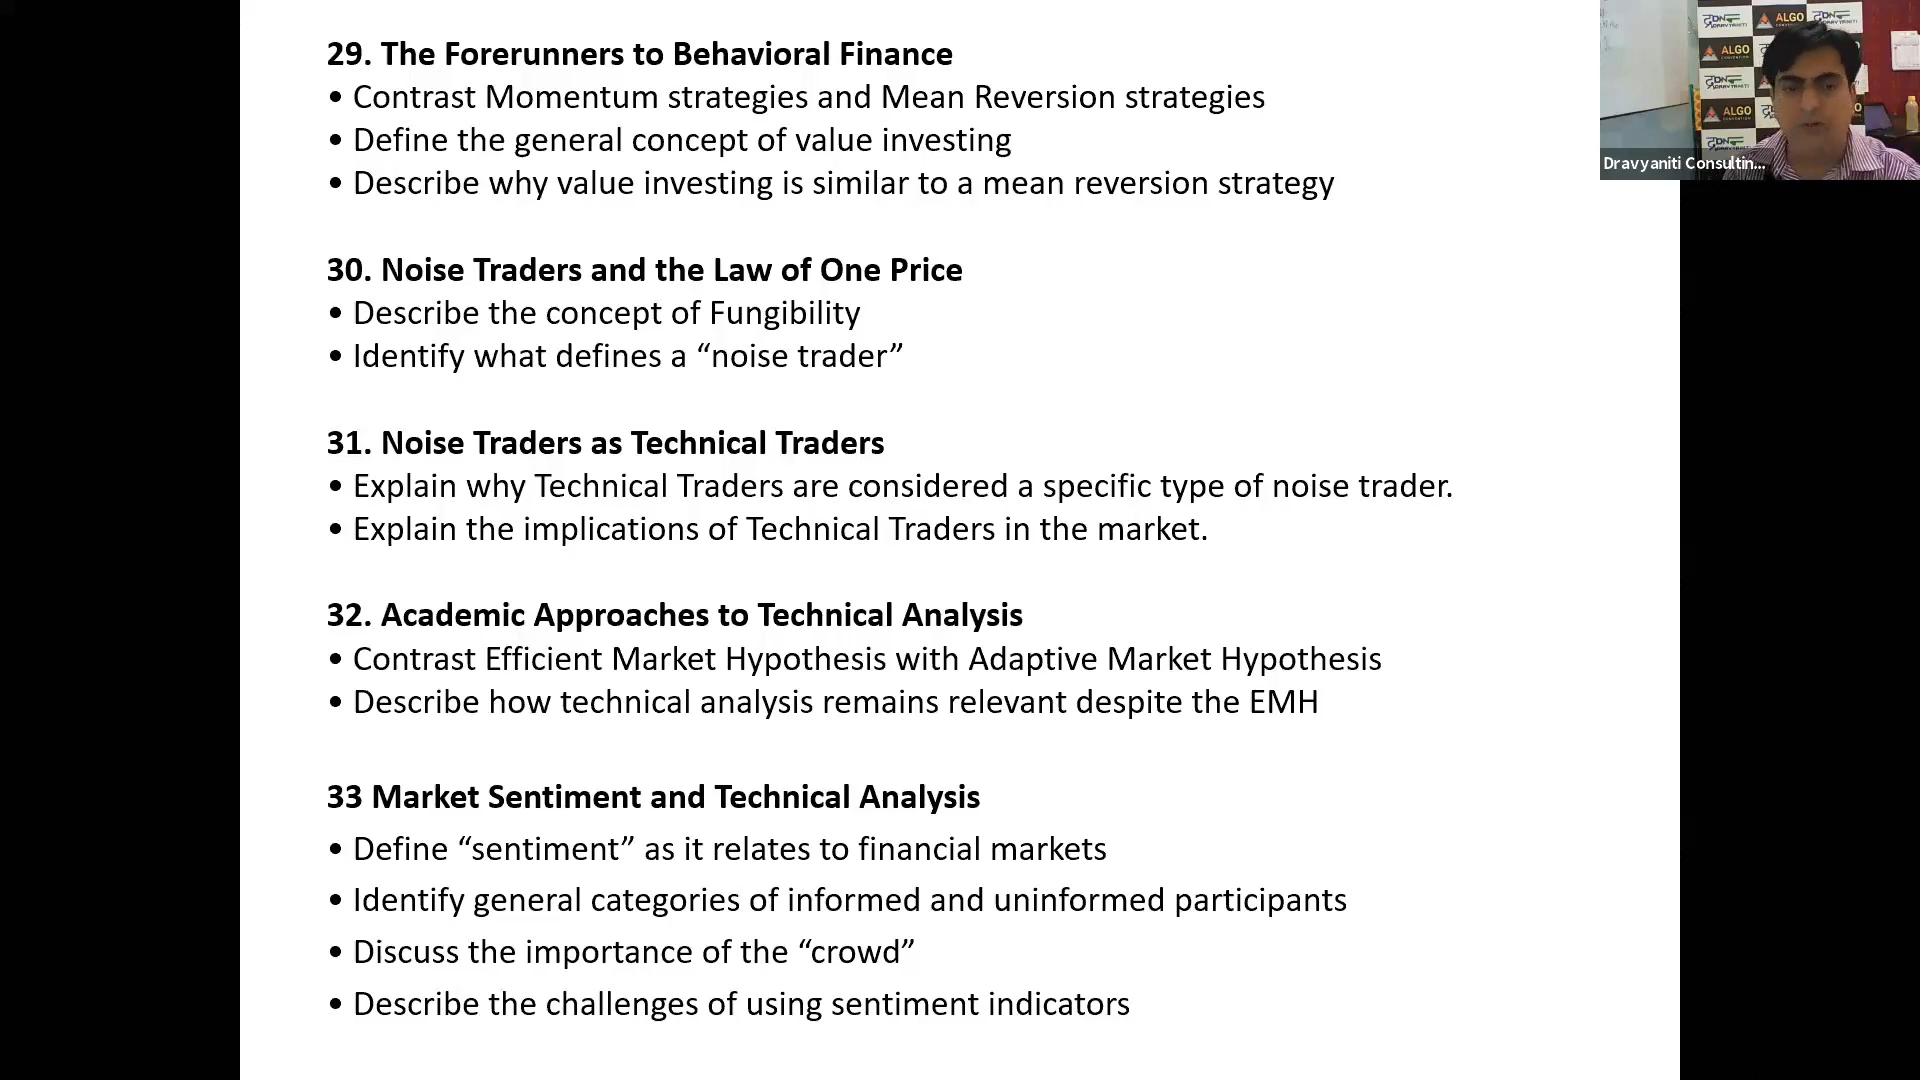 29. The Forerunners to Behavioral Finance
• Contrast Momentum strategies and Mean Reversion strategies
• Define the general concept of value investing
• Describe why value investing is similar to a mean reversion strategy
30. Noise Traders and the Law of One Price
• Describe the concept of Fungibility
• Identify what defines a “noise trader”
31. Noise Traders as Technical Traders
• Explain why Technical Traders are considered a specific type of noise trader.
• Explain the implications of Technical Traders in the market.
32. Academic Approaches to Technical Analysis
• Contrast Efficient Market Hypothesis with Adaptive Market Hypothesis
• Describe how technical analysis remains relevant despite the EMH
33 Market Sentiment and Technical Analysis
• Define “sentiment” as it relates to financial markets
• Identify general categories of informed and uninformed participants
• Discuss the importance of the “crowd”
• Describe the challenges of using sentiment indicators
ALGO
ALGO
ALGO
Dravyaniti Consultin...